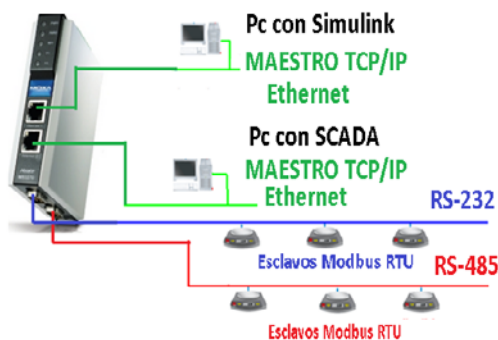 Pc con Simulink
MAESTRO TCP/IP
Ethernet
MOXA
Pc con SCADA
MAESTRO TCP/IP
Ethernet
RS-232
Esclavos Modbus RTU
RS-485
Esclavos Modbus RTU